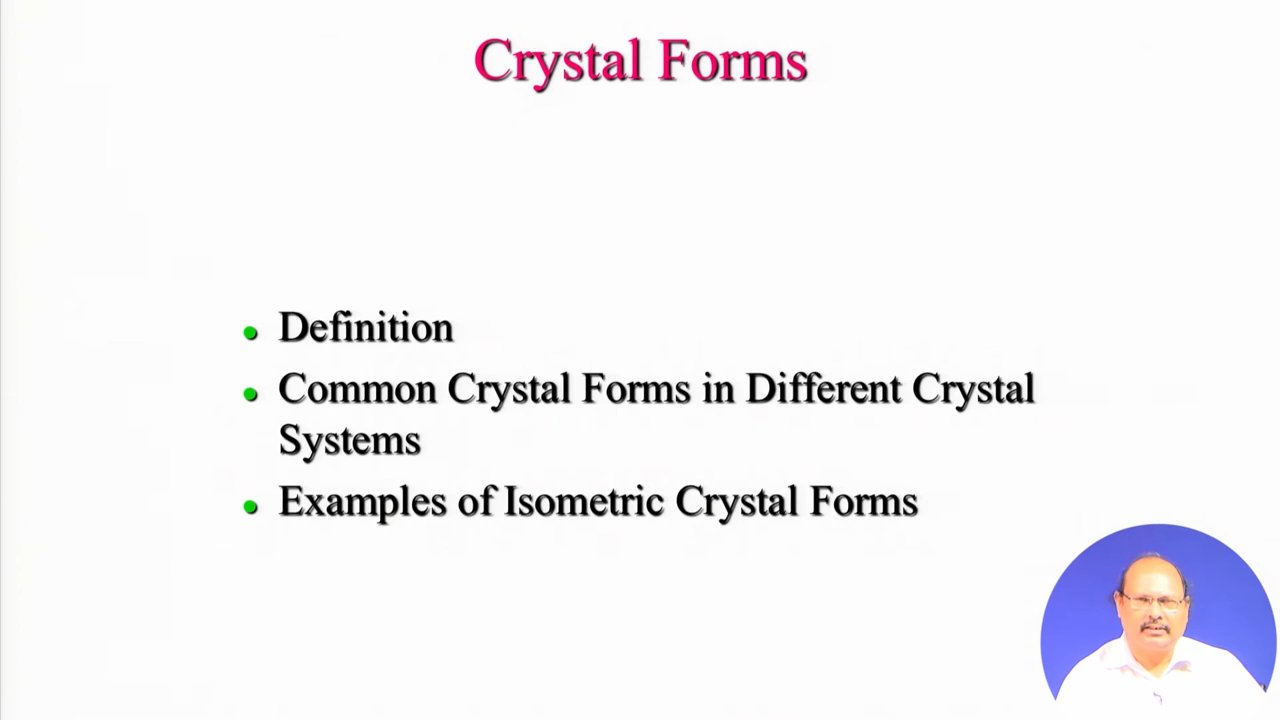 Crystal Forms
Definition
Common Crystal Forms in Different Crystal
Systems
Examples of Isometric Crystal Forms